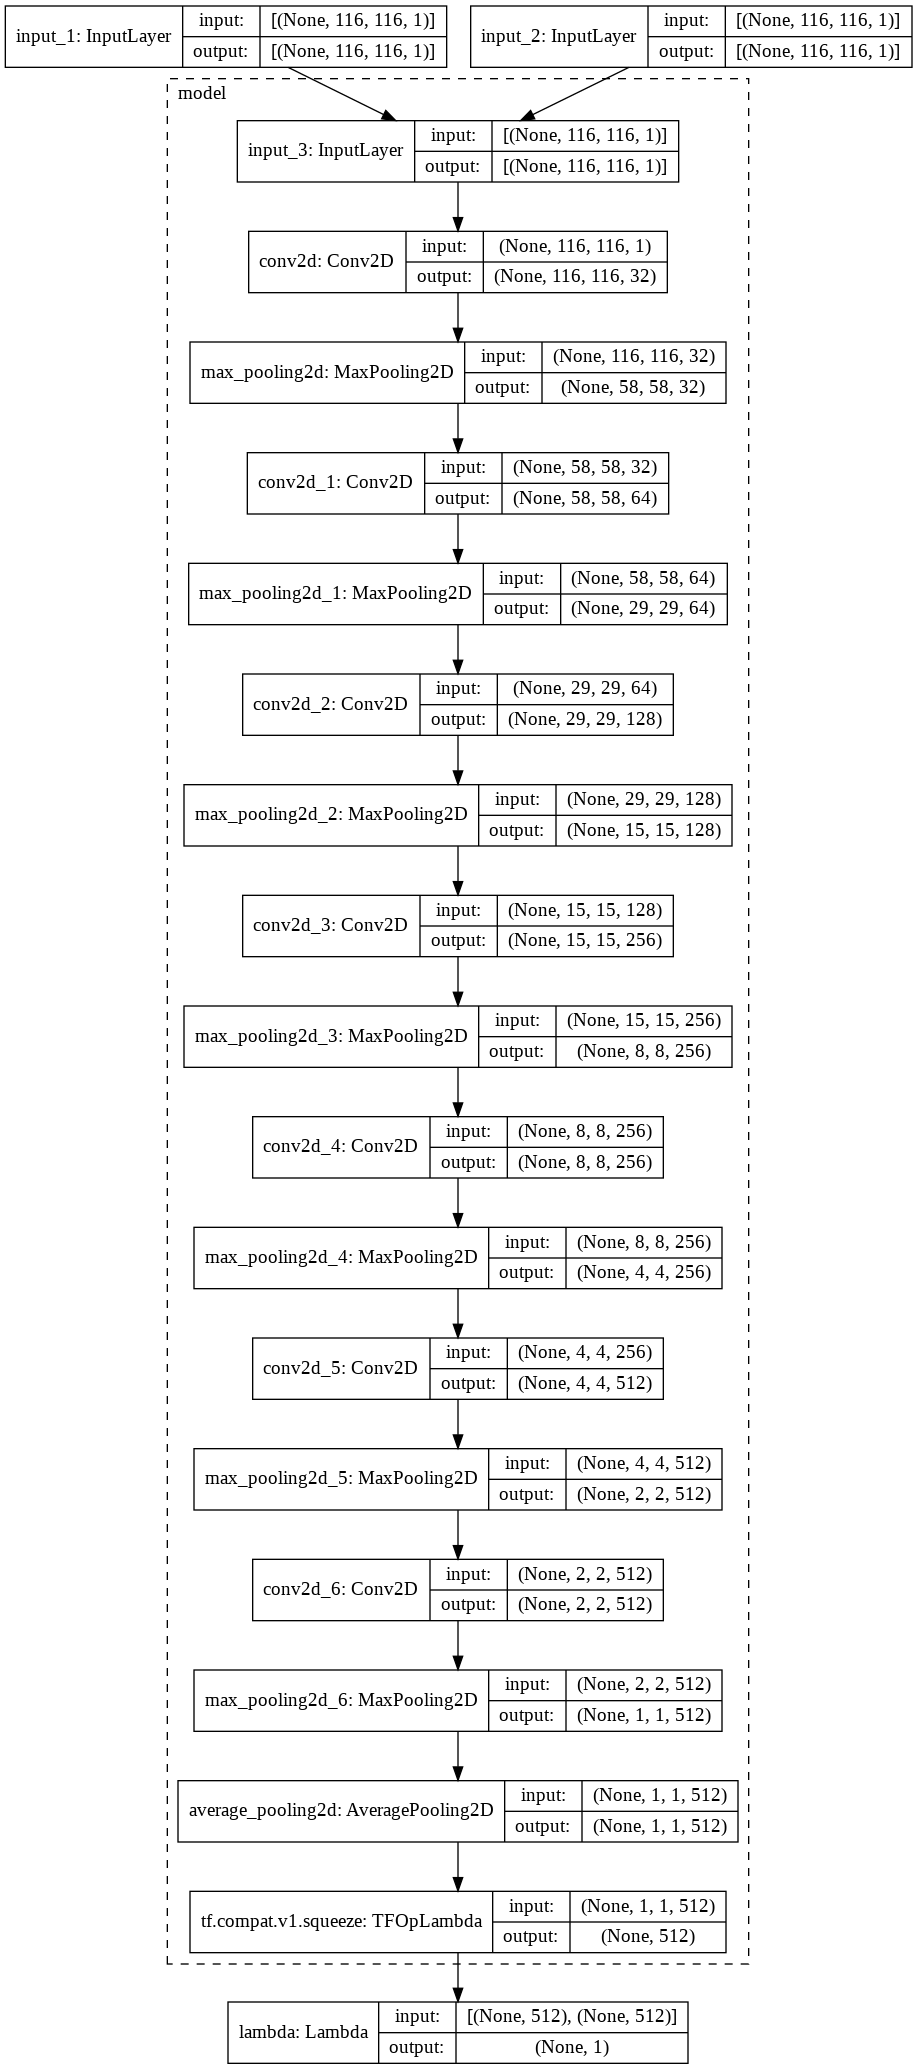 input_1: InputLayer
input: [(None, 116, 116, 1)]
output: [(None, 116, 116, 1)]
input_2: InputLayer
input: [(None, 116, 116, 1)]
output: [(None, 116, 116, 1)]
model
input_3: InputLayer
input: [(None, 116, 116, 1)]
output: [(None, 116, 116, 1)]
conv2d: Conv2D
input: (None, 116, 116, 1)
output: (None, 116, 116, 32)
max_pooling2d: MaxPooling2D
input: (None, 116, 116, 32)
output: (None, 58, 58, 32)
conv2d_1: Conv2D
input: (None, 58, 58, 32)
output: (None, 58, 58, 64)
max_pooling2d_1: MaxPooling2D
input: (None, 58, 58, 64)
output: (None, 29, 29, 64)
conv2d_2: Conv2D
input: (None, 29, 29, 64)
output: (None, 29, 29, 128)
max_pooling2d_2: MaxPooling2D
input: (None, 29, 29, 128)
output: (None, 15, 15, 128)
conv2d_3: Conv2D
input: (None, 15, 15, 128)
output: (None, 15, 15, 256)
max_pooling2d_3: MaxPooling2D
input: (None, 15, 15, 256)
output: (None, 8, 8, 256)
conv2d_4: Conv2D
input: (None, 8, 8, 256)
output: (None, 8, 8, 256)
max_pooling2d_4: MaxPooling2D
input: (None, 8, 8, 256)
output: (None, 4, 4, 256)
conv2d_5: Conv2D
input: (None, 4, 4, 256)
output: (None, 4, 4, 512)
max_pooling2d_5: MaxPooling2D
input: (None, 4, 4, 512)
output: (None, 2, 2, 512)
conv2d_6: Conv2D
input: (None, 2, 2, 512)
output: (None, 2, 2, 512)
max_pooling2d_6: MaxPooling2D
input: (None, 2, 2, 512)
output: (None, 1, 1, 512)
average_pooling2d: AveragePooling2D
input: (None, 1, 1, 512)
output: (None, 1, 1, 512)
tf.compat.v1.squeeze: TFOpLambda
input: (None, 1, 1, 512)
output: (None, 512)
lambda: Lambda
input: [(None, 512), (None, 512)]
output: (None, 1)